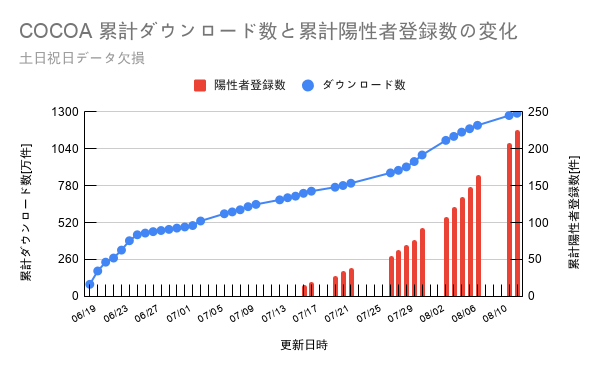 COCOA 累計ダウンロード数と累計陽性者登録数の変化
土日祝日データ欠損
陽性者登録数 ダウンロード数
累計ダウンロード数[万件]
1300
1040
780
520
260
0
250
200
150
100
50
0
累計陽性者登録数[件]
06/19 06/23 06/27 07/01 07/05 07/09 07/13 07/17 07/21 07/25 07/29 08/02 08/06 08/10
更新日時